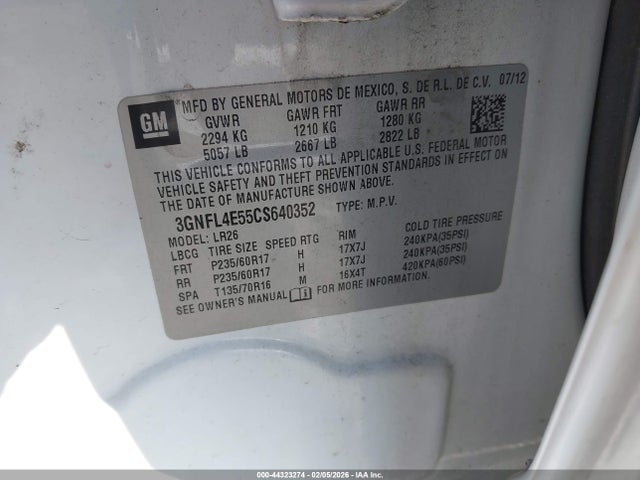 GM
*MFD BY GENERAL MOTORS DE MEXICO, S. DE R.L. DE C.V. 07/12
GVWR GAWR FRT GAWR RR
2294 KG 1210 KG 1280 KG
5057 LB 2667 LB 2822 LB
THIS VEHICLE CONFORMS TO ALL APPLICABLE U.S. FEDERAL MOTOR
VEHICLE SAFETY AND THEFT PREVENTION STANDARDS IN EFFECT ON
THE DATE OF MANUFACTURE SHOWN ABOVE.
3GNFL4E55CS640352 TYPE: M.P.V.
MODEL: LR26
LBCG TIRE SIZE SPEED RTG RIM COLD TIRE PRESSURE
FRT P235/60R17 H 17X7J 240KPA(35PSI)
RR P235/60R17 H 17X7J 240KPA(35PSI)
SPA T135/70R16 M 16X4T 420KPA(60PSI)
SEE OWNER'S MANUAL FOR MORE INFORMATION.
000-44323274 - 02/05/2026 - IAAI.COM